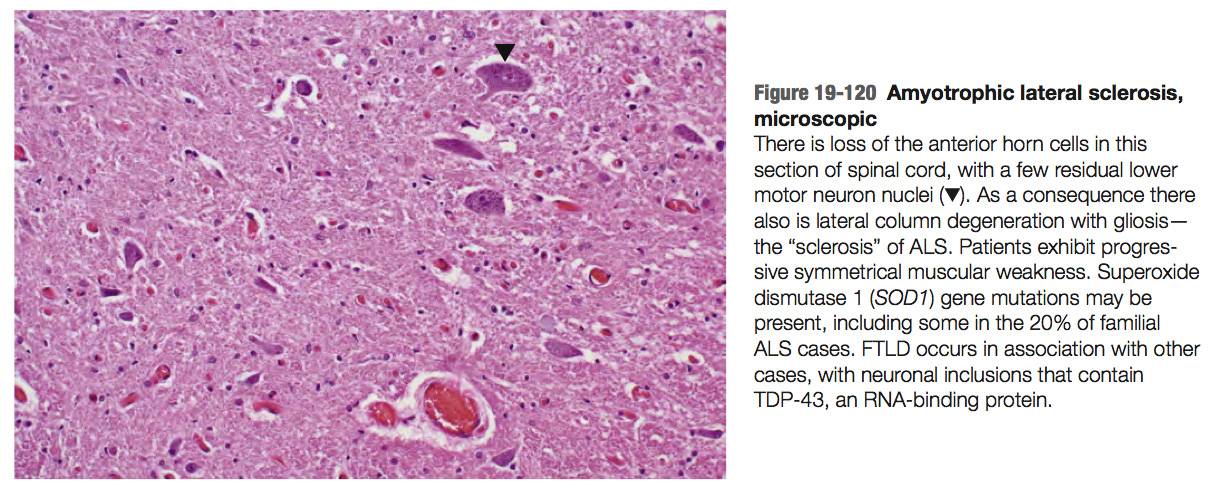 Figure 19-120 Amyotrophic lateral sclerosis,
microscopic
There is loss of the anterior horn cells in this
section of spinal cord, with a few residual lower
motor neuron nuclei (▼). As a consequence there
also is lateral column degeneration with gliosis—
the “sclerosis” of ALS. Patients exhibit progres-
sive symmetrical muscular weakness. Superoxide
dismutase 1 (SOD1) gene mutations may be
present, including some in the 20% of familial
ALS cases. FTLD occurs in association with other
cases, with neuronal inclusions that contain
TDP-43, an RNA-binding protein.